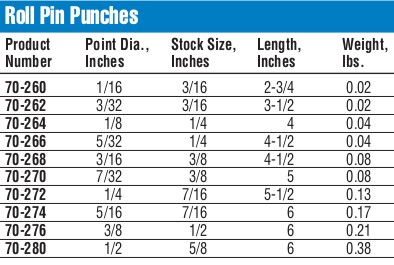 Roll Pin Punches
Product Point Dia., Stock Size, Length, Weight,
Number Inches Inches Inches lbs.
70-260 1/16 3/16 2-3/4 0.02
70-262 3/32 3/16 3-1/2 0.02
70-264 1/8 1/4 4 0.04
70-266 5/32 1/4 4-1/2 0.04
70-268 3/16 3/8 4-1/2 0.08
70-270 7/32 3/8 5 0.08
70-272 1/4 7/16 5-1/2 0.13
70-274 5/16 7/16 6 0.17
70-276 3/8 1/2 6 0.21
70-280 1/2 5/8 6 0.38